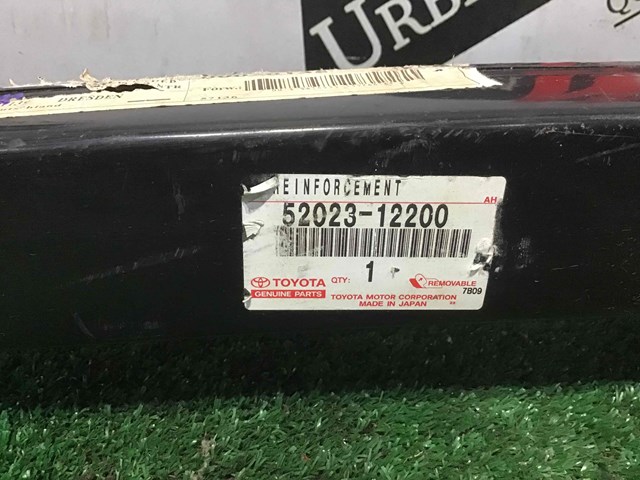 URB
Q
DRESDEN
REINFORCEMENT
AH
52023-12200
TOYOTA QTY: 1 REMOVABLE
GENUINE PARTS TOYOTA MOTOR CORPORATION 7809
MADE IN JAPAN